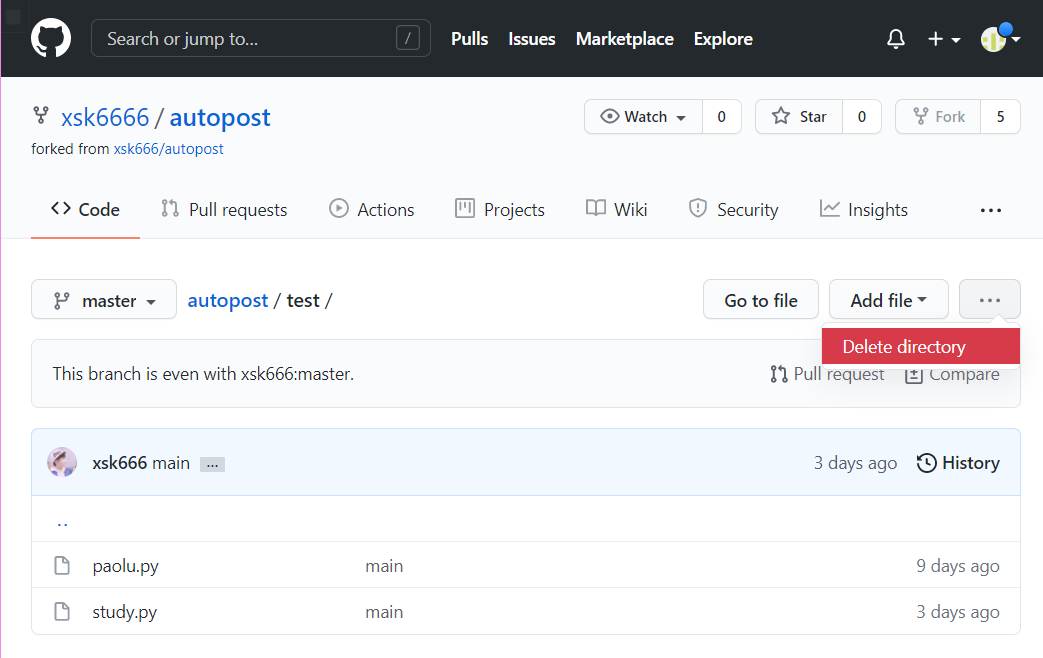 Search or jump to... / Pulls Issues Marketplace Explore
xsk6666 / autopost Watch 0 Star 0 Fork 5
forked from xsk666/autopost
Code Pull requests Actions Projects Wiki Security Insights ...
master autopost / test / Go to file Add file ...
Delete directory
This branch is even with xsk666:master. Pull request Compare
xsk666 main ... 3 days ago History
..
paolu.py main 9 days ago
study.py main 3 days ago